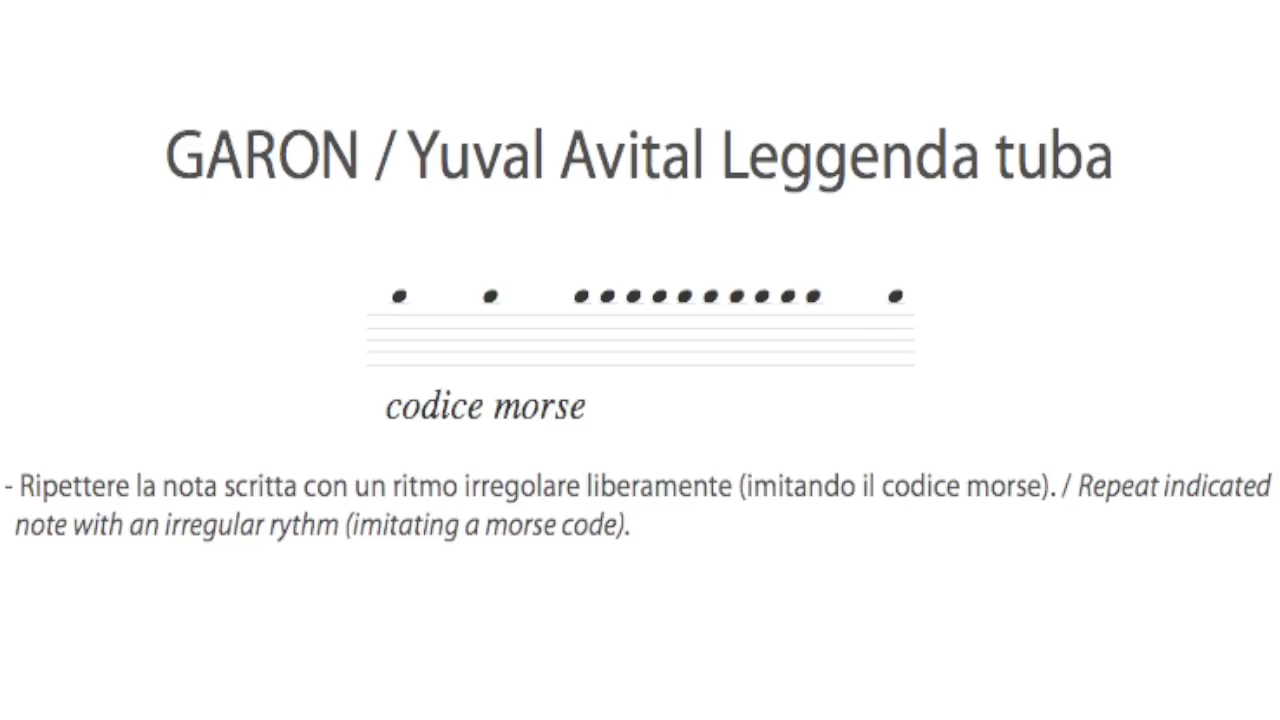 GARON / Yuval Avital Leggenda tuba
codice morse
- Ripettere la nota scritta con un ritmo irregolare liberamente (imitando il codice morse). / Repeat indicated
note with an irregular rythm (imitating a morse code).